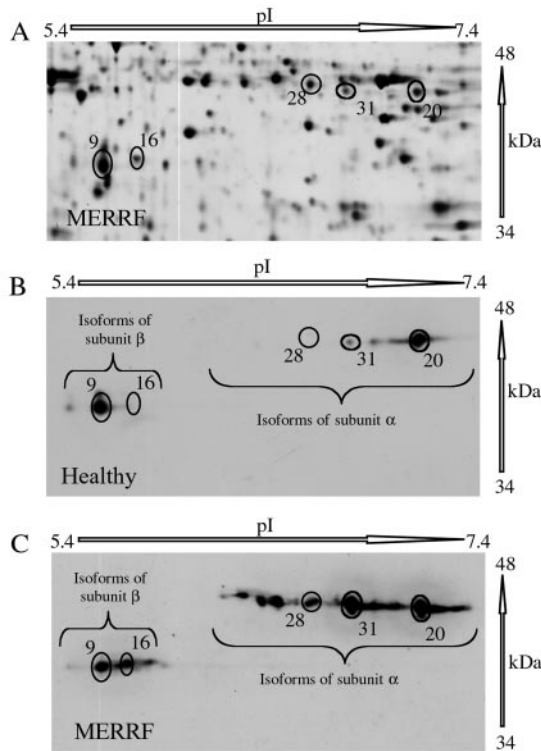 A
pI
5.4
7.4
48
28
31
20
9
16
kDa
MERRF
34
B
pI
5.4
7.4
48
Isoforms of
subunit β
9
16
28
31
20
kDa
Isoforms of subunit α
Healthy
34
C
pI
5.4
7.4
48
Isoforms of
subunit β
9
16
28
31
20
kDa
Isoforms of subunit α
MERRF
34